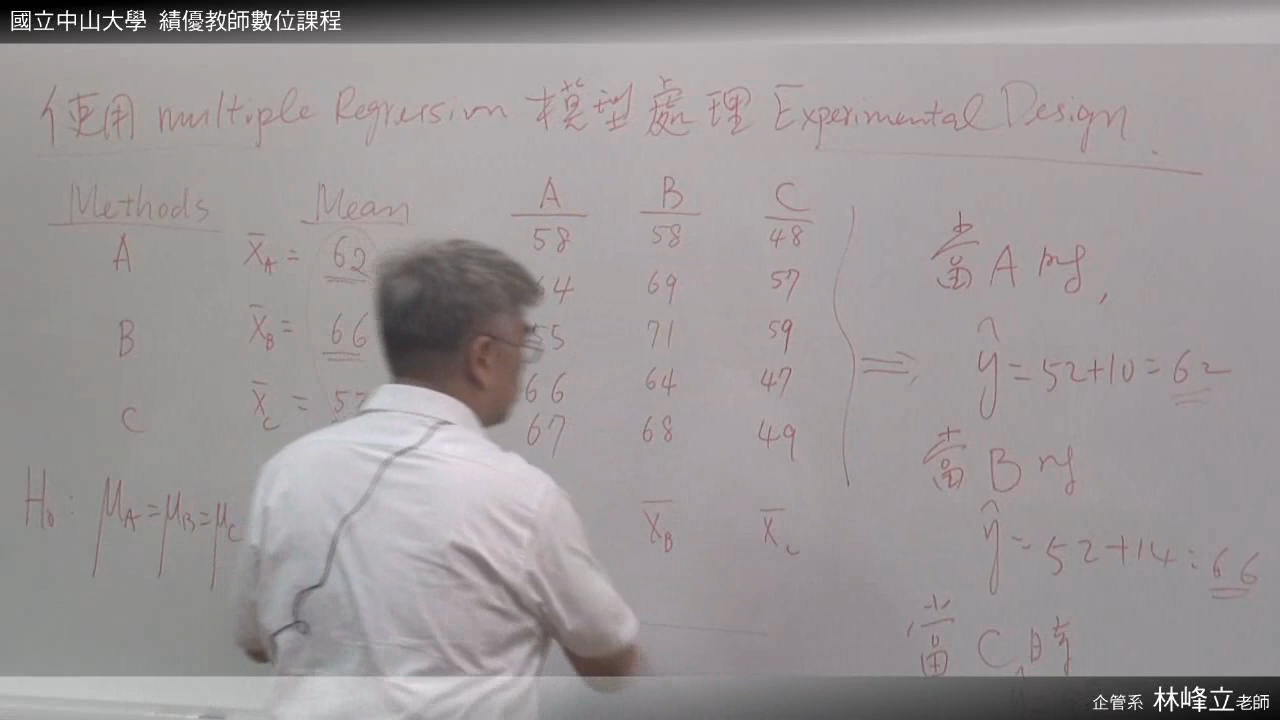 國立中山大學 績優教師數位課程
使用 multiple Regression 模型處理 Experimental Design.
Methods Mean A B C
A X̄A = 62 58 58 48
64 69 57
B X̄B = 66 55 71 59
66 64 47
C X̄C = 52 67 68 49
H₀: μA = μB = μC
X̄B X̄C
⇒ 當A時,
ŷ = 52+10 = 62
當B時
ŷ = 52+14 = 66
當C時
企管系 林峰立老師